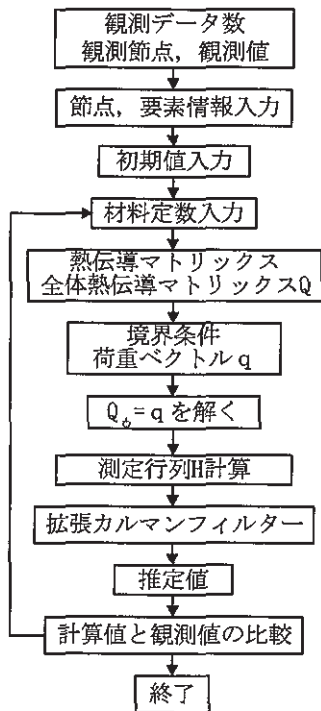 観測データ数
観測節点, 観測値
節点, 要素情報入力
初期値入力
材料定数入力
熱伝導マトリックス
全体熱伝導マトリックスQ
境界条件
荷重ベクトルq
Qφ=qを解く
測定行列H計算
拡張カルマンフィルター
推定値
計算値と観測値の比較
終了